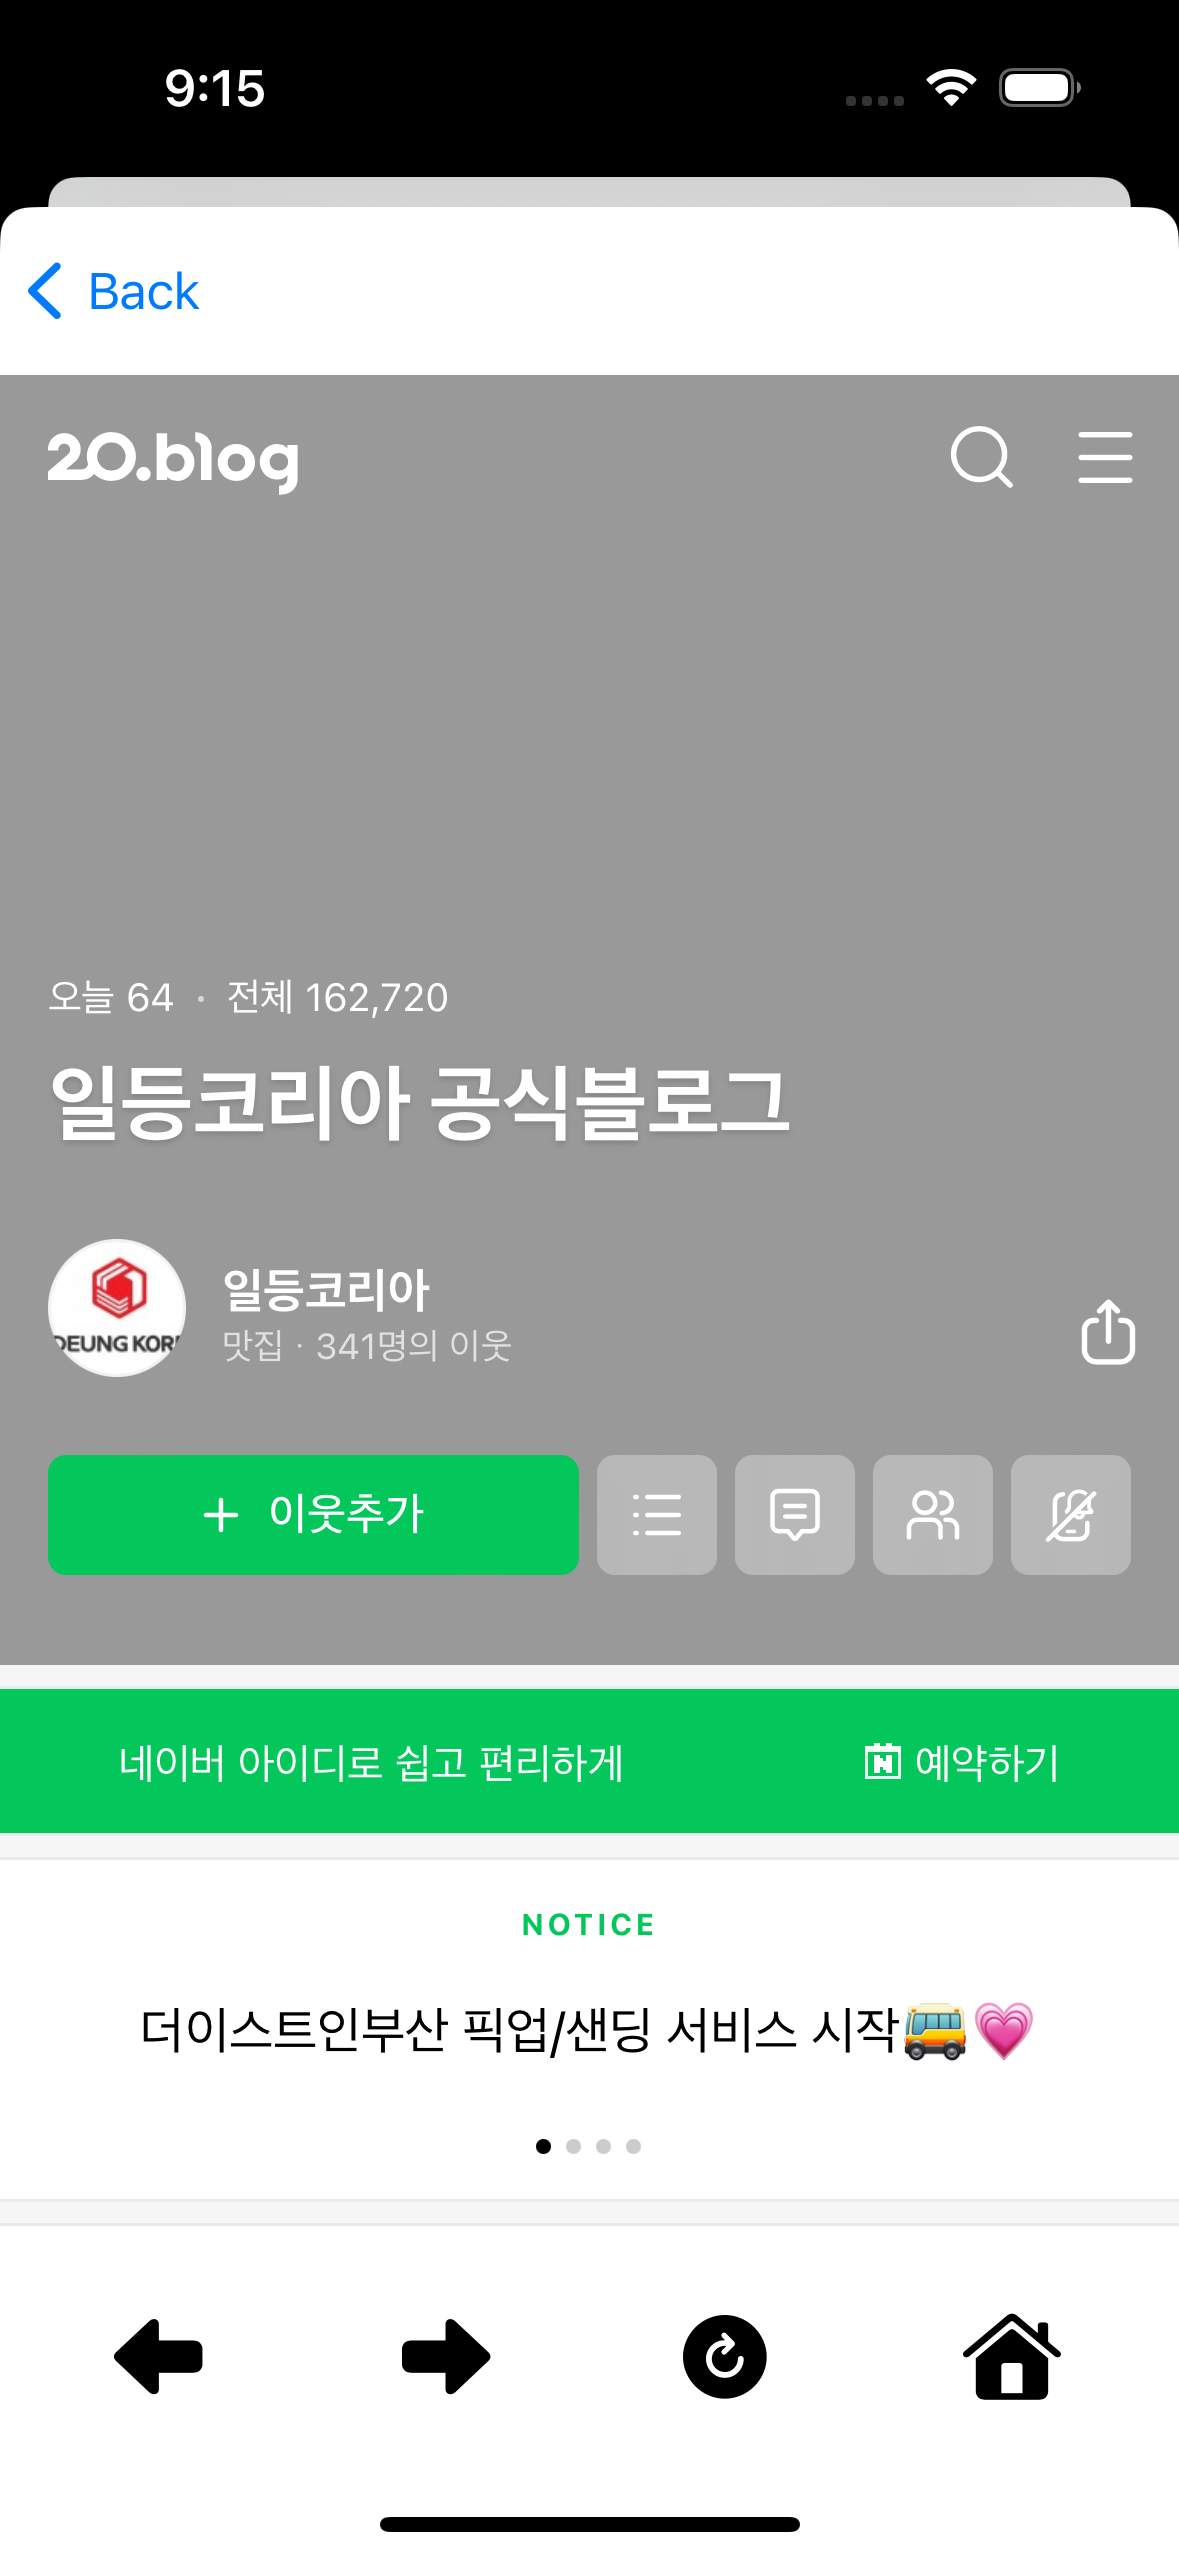 9:15
Back
20.blog
오늘 64 · 전체 162,720
일등코리아 공식블로그
DEUNG KOR
일등코리아
맛집 · 341명의 이웃
이웃추가
네이버 아이디로 쉽고 편리하게
N 예약하기
NOTICE
더이스트인부산 픽업/샌딩 서비스 시작🚐💗